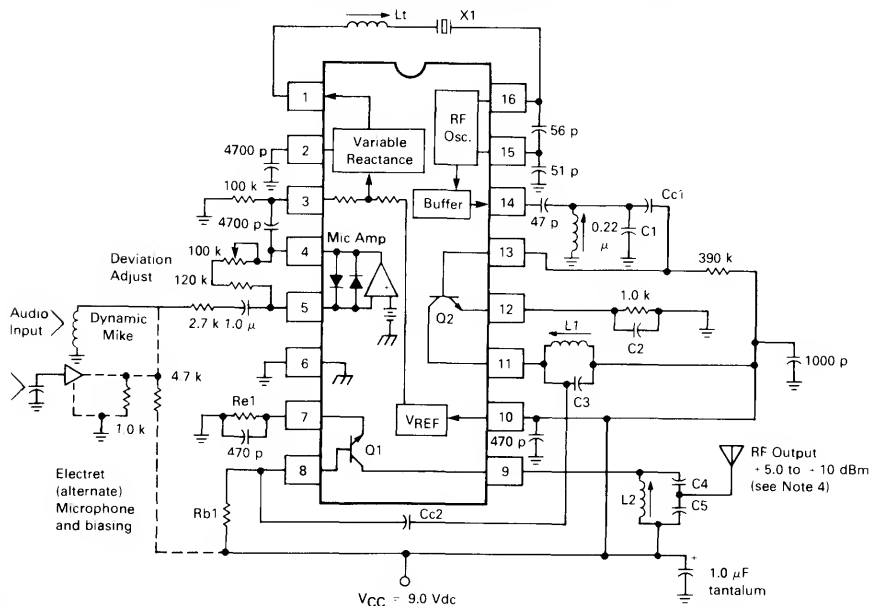 Lt
X1
1
16
RF
Osc.
56 p
Variable
Reactance
4700 p
2
15
51
p
100 k
3
Buffer
14
47 p
Cc1
0.22
μ
C1
4700 p
Mic Amp
Deviation
Adjust
100 k
4
13
390 k
120 k
Audio
Input
Dynamic
Mike
2.7 k 1.0 μ
5
Q2
12
1.0 k
C2
L1
6
11
C3
1000 p
4.7 k
1.0 k
Re1
7
470 p
VREF
10
470 p
Q1
RF Output
+ 5.0 to + 10 dBm
(see Note 4)
Electret
(alternate)
Microphone
and biasing
8
9
C4
L2
C5
Rb1
Cc2
+
VCC = 9.0 Vdc
1.0 μF
tantalum